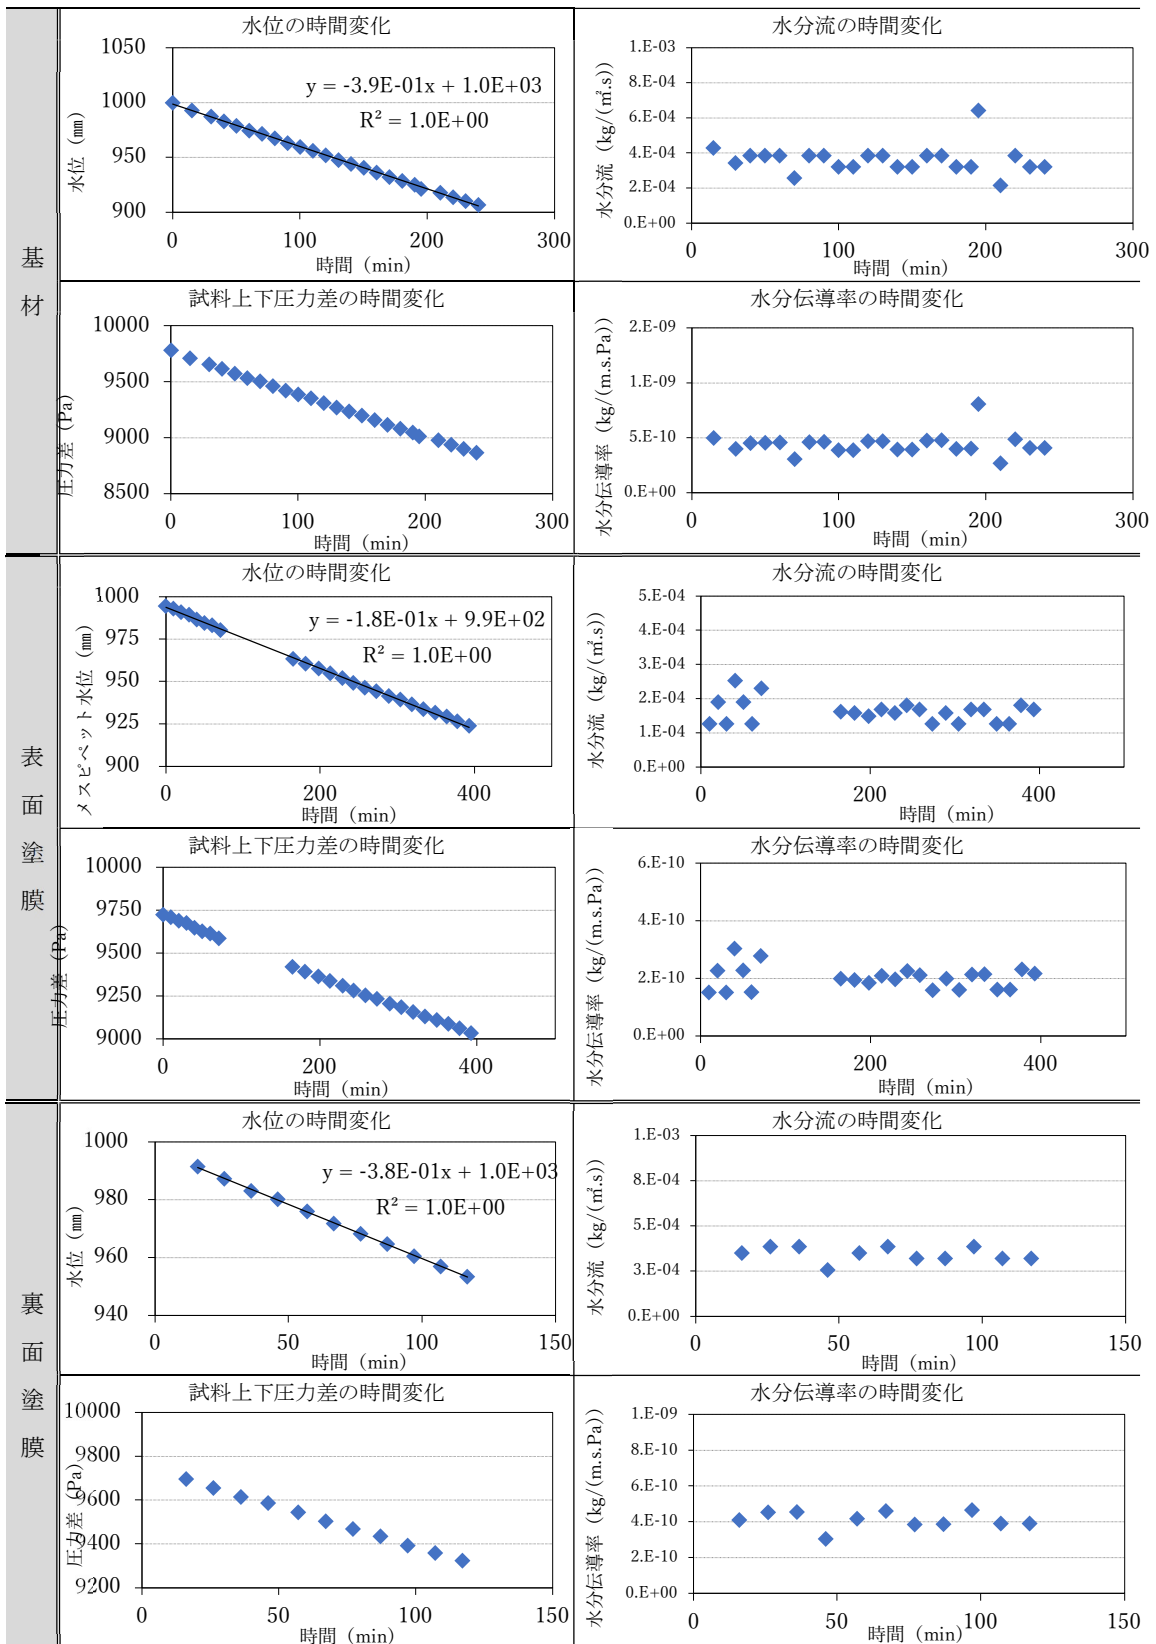 基
材
水位の時間変化
水位 (㎜)
1050
1000
950
900
y = -3.9E-01x + 1.0E+03
R² = 1.0E+00
0 100 200 300
時間 (min)
水分流の時間変化
水分流 (kg/(㎡.s))
1.E-03
8.E-04
6.E-04
4.E-04
2.E-04
0.E+00
0 100 200 300
時間 (min)
試料上下圧力差の時間変化
圧力差 (Pa)
10000
9500
9000
8500
0 100 200 300
時間 (min)
水分伝導率の時間変化
水分伝導率 (kg/(m.s.Pa))
2.E-09
1.E-09
5.E-10
0.E+00
0 100 200 300
時間 (min)
表
面
塗
膜
水位の時間変化
メスピペット水位 (㎜)
1000
975
950
925
900
y = -1.8E-01x + 9.9E+02
R² = 1.0E+00
0 200 400
時間 (min)
水分流の時間変化
水分流 (kg/(㎡.s))
5.E-04
4.E-04
3.E-04
2.E-04
1.E-04
0.E+00
0 200 400
時間 (min)
試料上下圧力差の時間変化
圧力差 (Pa)
10000
9750
9500
9250
9000
0 200 400
時間 (min)
水分伝導率の時間変化
水分伝導率 (kg/(m.s.Pa))
6.E-10
4.E-10
2.E-10
0.E+00
0 200 400
時間 (min)
裏
面
塗
膜
水位の時間変化
水位 (㎜)
1000
980
960
940
y = -3.8E-01x + 1.0E+03
R² = 1.0E+00
0 50 100 150
時間 (min)
水分流の時間変化
水分流 (kg/(㎡.s))
1.E-03
8.E-04
5.E-04
3.E-04
0.E+00
0 50 100 150
時間 (min)
試料上下圧力差の時間変化
圧力差 (Pa)
10000
9800
9600
9400
9200
0 50 100 150
時間 (min)
水分伝導率の時間変化
水分伝導率 (kg/(m.s.Pa))
1.E-09
8.E-10
6.E-10
4.E-10
2.E-10
0.E+00
0 50 100 150
時間 (min)